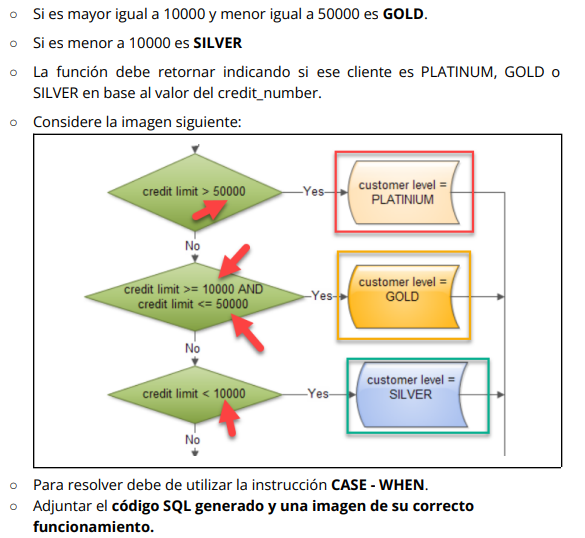 ○ Si es mayor igual a 10000 y menor igual a 50000 es GOLD.
○ Si es menor a 10000 es SILVER
○ La función debe retornar indicando si ese cliente es PLATINUM, GOLD o
SILVER en base al valor del credit_number.
○ Considere la imagen siguiente:
credit limit > 50000
Yes
customer level =
PLATINIUM
No
credit limit >= 10000 AND
credit limit <= 50000
Yes
customer level =
GOLD
No
credit limit < 10000
Yes
customer level =
SILVER
No
○ Para resolver debe de utilizar la instrucción CASE - WHEN.
○ Adjuntar el código SQL generado y una imagen de su correcto
funcionamiento.